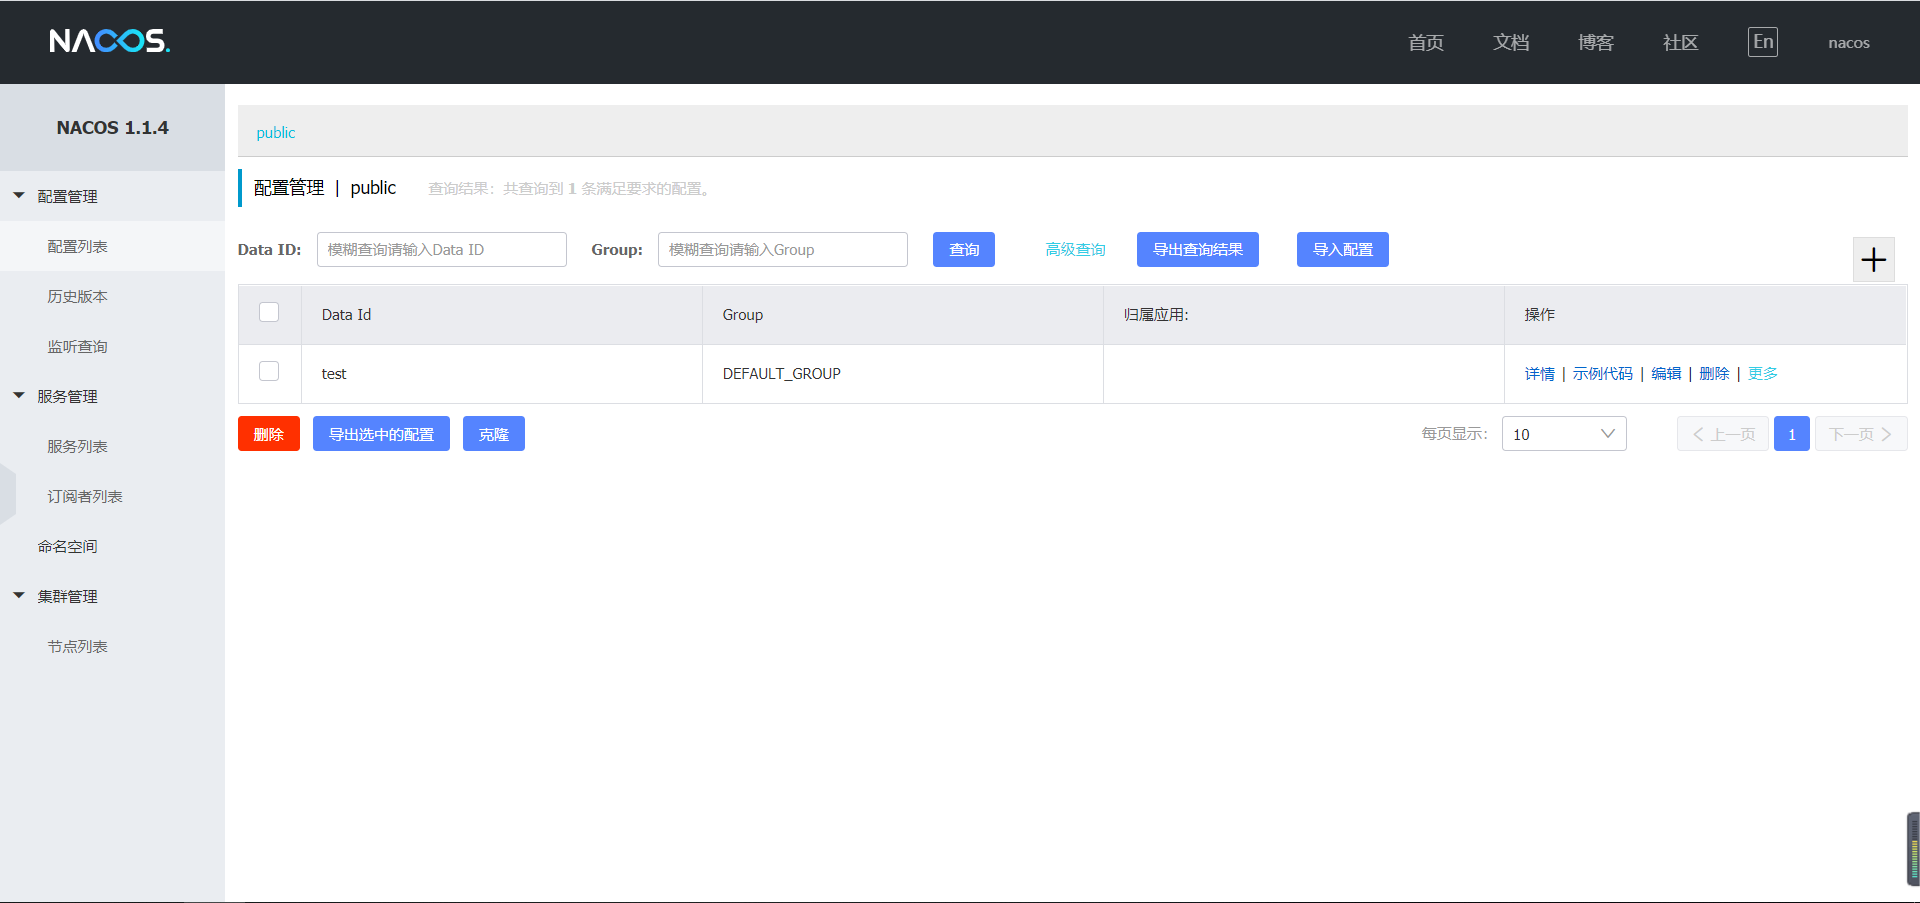 NACOS.
首页 文档 博客 社区 En nacos
NACOS 1.1.4
配置管理
配置列表
历史版本
监听查询
服务管理
服务列表
订阅者列表
命名空间
集群管理
节点列表
public
配置管理 | public 查询结果：共查询到 1 条满足要求的配置。
Data ID: 模糊查询请输入Data ID Group: 模糊查询请输入Group 查询 高级查询 导出查询结果 导入配置
Data Id Group 归属应用: 操作
test DEFAULT_GROUP 详情 | 示例代码 | 编辑 | 删除 | 更多
删除 导出选中的配置 克隆 每页显示: 10 上一页 1 下一页